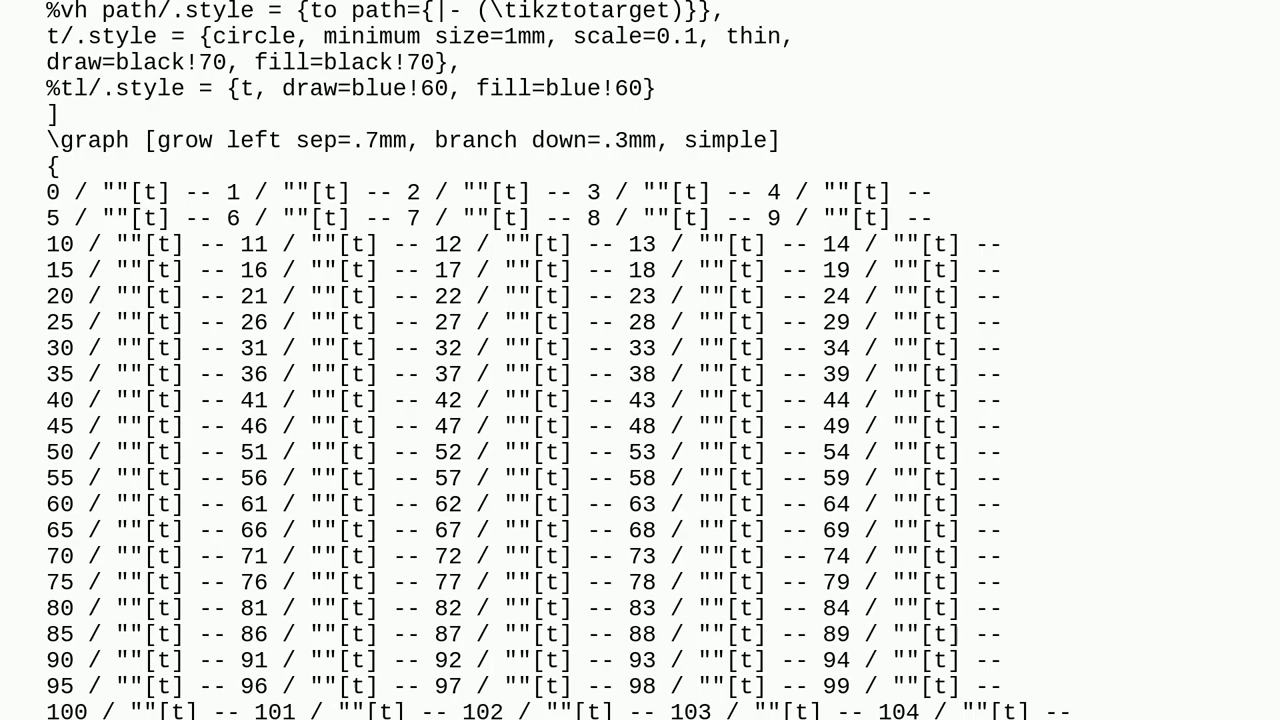 %vh path/.style = {to path={|- (\tikztotarget)}},
t/.style = {circle, minimum size=1mm, scale=0.1, thin,
draw=black!70, fill=black!70},
%tl/.style = {t, draw=blue!60, fill=blue!60}
]
\graph [grow left sep=.7mm, branch down=.3mm, simple]
{
0 / ""[t] -- 1 / ""[t] -- 2 / ""[t] -- 3 / ""[t] -- 4 / ""[t] --
5 / ""[t] -- 6 / ""[t] -- 7 / ""[t] -- 8 / ""[t] -- 9 / ""[t] --
10 / ""[t] -- 11 / ""[t] -- 12 / ""[t] -- 13 / ""[t] -- 14 / ""[t] --
15 / ""[t] -- 16 / ""[t] -- 17 / ""[t] -- 18 / ""[t] -- 19 / ""[t] --
20 / ""[t] -- 21 / ""[t] -- 22 / ""[t] -- 23 / ""[t] -- 24 / ""[t] --
25 / ""[t] -- 26 / ""[t] -- 27 / ""[t] -- 28 / ""[t] -- 29 / ""[t] --
30 / ""[t] -- 31 / ""[t] -- 32 / ""[t] -- 33 / ""[t] -- 34 / ""[t] --
35 / ""[t] -- 36 / ""[t] -- 37 / ""[t] -- 38 / ""[t] -- 39 / ""[t] --
40 / ""[t] -- 41 / ""[t] -- 42 / ""[t] -- 43 / ""[t] -- 44 / ""[t] --
45 / ""[t] -- 46 / ""[t] -- 47 / ""[t] -- 48 / ""[t] -- 49 / ""[t] --
50 / ""[t] -- 51 / ""[t] -- 52 / ""[t] -- 53 / ""[t] -- 54 / ""[t] --
55 / ""[t] -- 56 / ""[t] -- 57 / ""[t] -- 58 / ""[t] -- 59 / ""[t] --
60 / ""[t] -- 61 / ""[t] -- 62 / ""[t] -- 63 / ""[t] -- 64 / ""[t] --
65 / ""[t] -- 66 / ""[t] -- 67 / ""[t] -- 68 / ""[t] -- 69 / ""[t] --
70 / ""[t] -- 71 / ""[t] -- 72 / ""[t] -- 73 / ""[t] -- 74 / ""[t] --
75 / ""[t] -- 76 / ""[t] -- 77 / ""[t] -- 78 / ""[t] -- 79 / ""[t] --
80 / ""[t] -- 81 / ""[t] -- 82 / ""[t] -- 83 / ""[t] -- 84 / ""[t] --
85 / ""[t] -- 86 / ""[t] -- 87 / ""[t] -- 88 / ""[t] -- 89 / ""[t] --
90 / ""[t] -- 91 / ""[t] -- 92 / ""[t] -- 93 / ""[t] -- 94 / ""[t] --
95 / ""[t] -- 96 / ""[t] -- 97 / ""[t] -- 98 / ""[t] -- 99 / ""[t] --
100 / ""[t] -- 101 / ""[t] -- 102 / ""[t] -- 103 / ""[t] -- 104 / ""[t] --